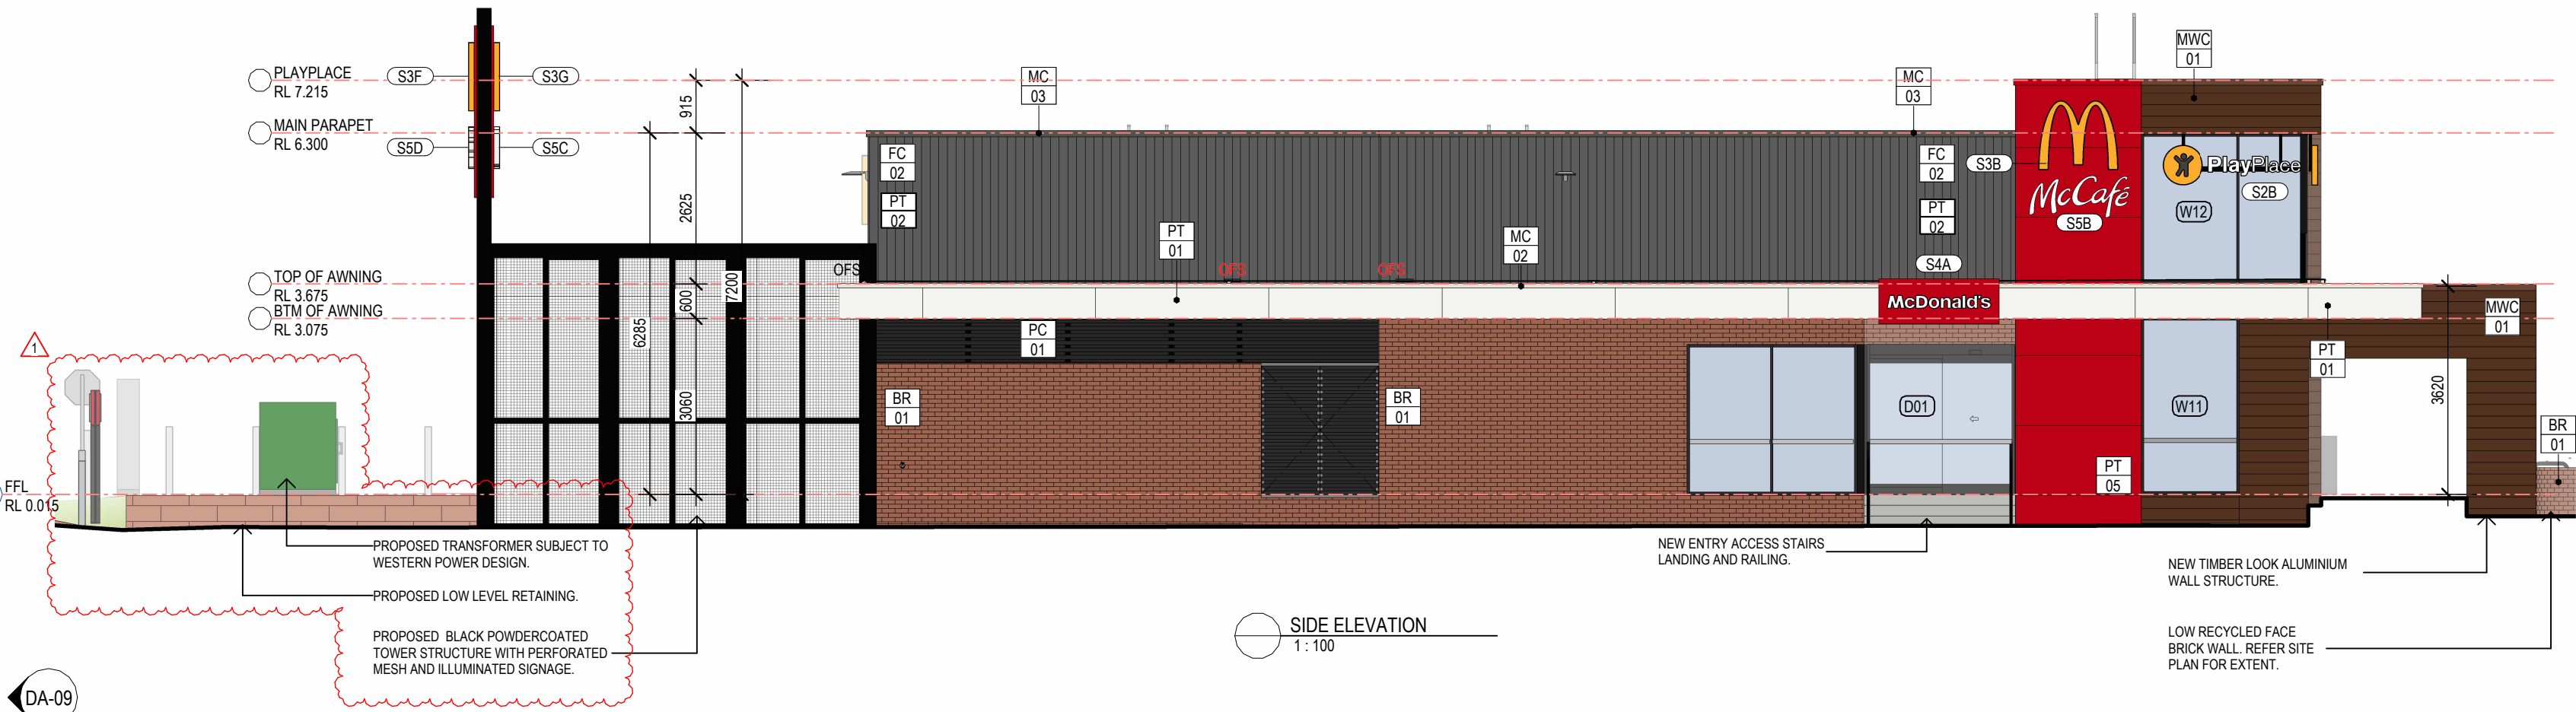 PLAYPLACE
RL 7.215
MAIN PARAPET
RL 6.300
TOP OF AWNING
RL 3.675
BTM OF AWNING
RL 3.075
FFL
RL 0.015
1
S3F
S3G
S5D
S5C
915
2625
600
7200
6285
3060
OFS
MC
03
FC
02
PT
02
PT
01
MC
02
OFS
OFS
PC
01
BR
01
BR
01
MC
03
FC
02
PT
02
S3B
S4A
McDonald's
D01
McCafé
S5B
PT
05
MWC
01
PlayPlace
S2B
W12
W11
MWC
01
PT
01
3620
BR
01
PROPOSED TRANSFORMER SUBJECT TO
WESTERN POWER DESIGN.
PROPOSED LOW LEVEL RETAINING.
PROPOSED BLACK POWDERCOATED
TOWER STRUCTURE WITH PERFORATED
MESH AND ILLUMINATED SIGNAGE.
NEW ENTRY ACCESS STAIRS
LANDING AND RAILING.
NEW TIMBER LOOK ALUMINIUM
WALL STRUCTURE.
LOW RECYCLED FACE
BRICK WALL. REFER SITE
PLAN FOR EXTENT.
SIDE ELEVATION
1 : 100
DA-09